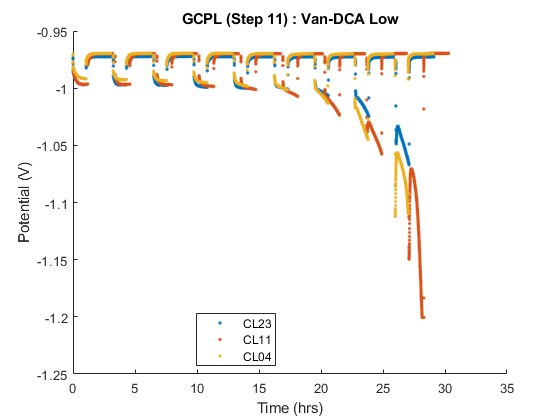 GCPL (Step 11) : Van-DCA Low
-0.95
-1
-1.05
-1.1
-1.15
-1.2
-1.25
Potential (V)
CL23
CL11
CL04
0 5 10 15 20 25 30 35
Time (hrs)